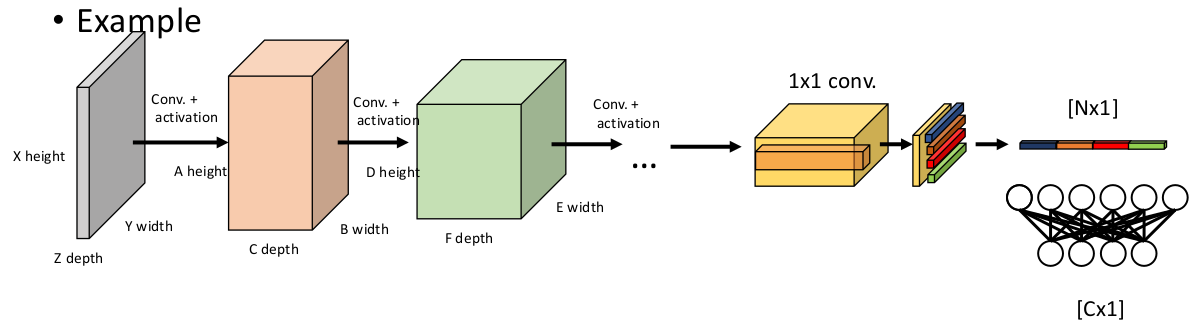 • Example
Conv. +
activation
Conv. +
activation
Conv. +
activation
1x1 conv.
[Nx1]
X height
A height
D height
...
Y width
B width
E width
Z depth
C depth
F depth
[Cx1]